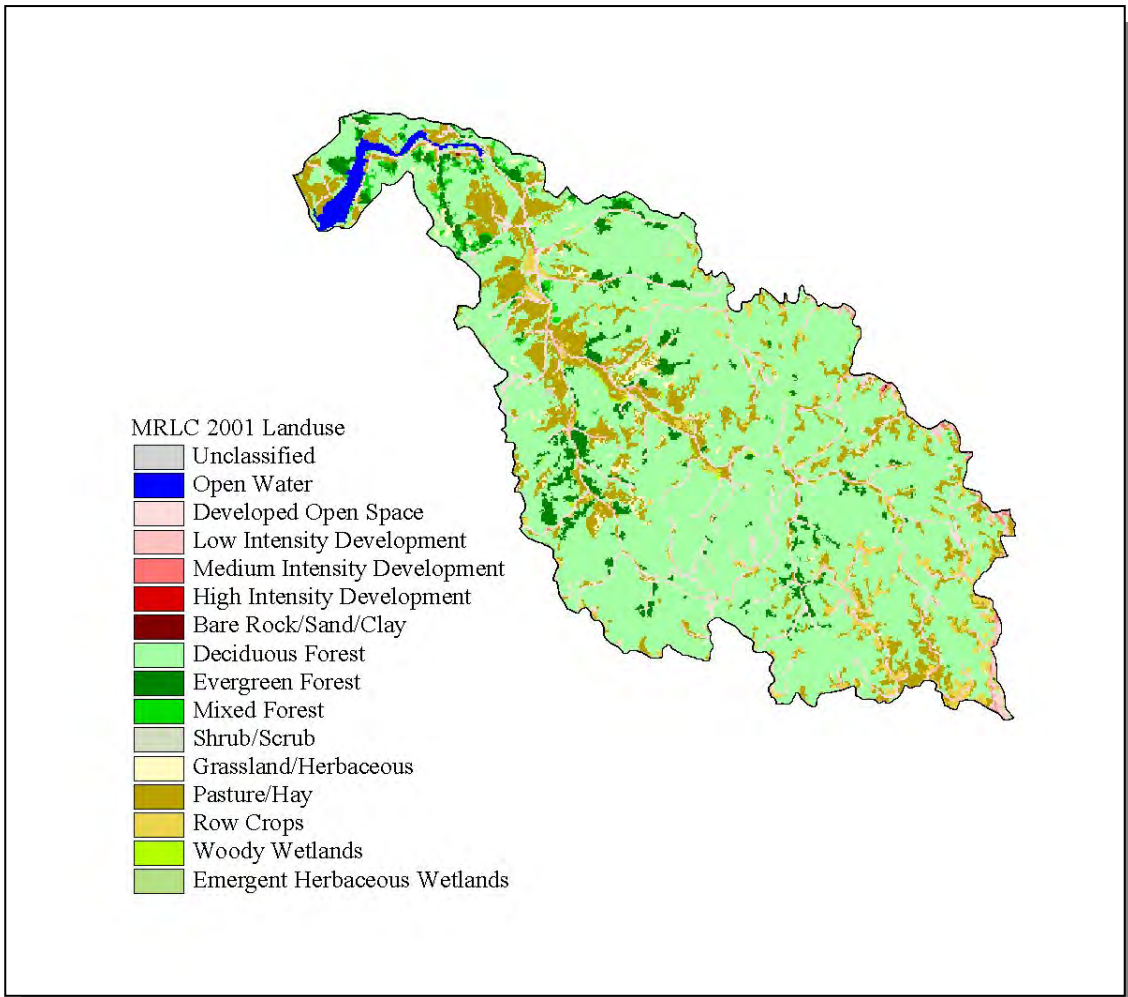 MRLC 2001 Landuse
Unclassified
Open Water
Developed Open Space
Low Intensity Development
Medium Intensity Development
High Intensity Development
Bare Rock/Sand/Clay
Deciduous Forest
Evergreen Forest
Mixed Forest
Shrub/Scrub
Grassland/Herbaceous
Pasture/Hay
Row Crops
Woody Wetlands
Emergent Herbaceous Wetlands